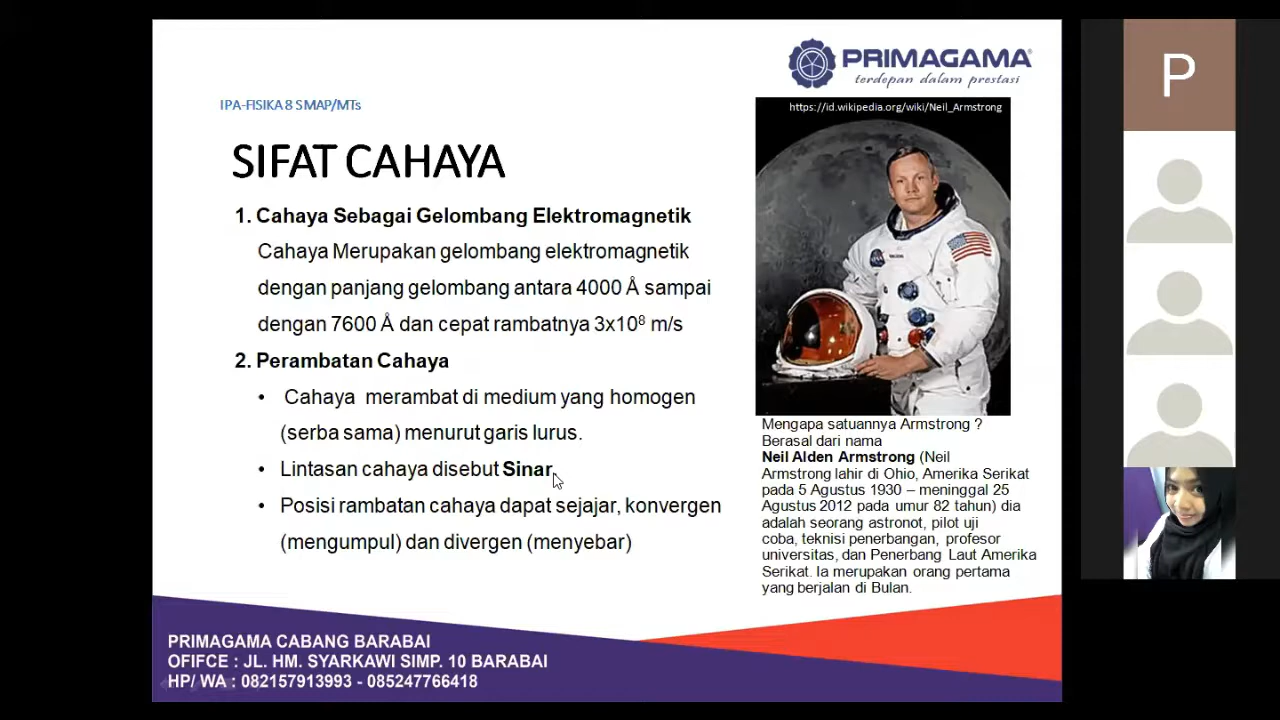 PRIMAGAMA
terdepan dalam prestasi
IPA-FISIKA 8 SMAP/MTs
SIFAT CAHAYA
1. Cahaya Sebagai Gelombang Elektromagnetik
Cahaya Merupakan gelombang elektromagnetik
dengan panjang gelombang antara 4000 Å sampai
dengan 7600 Å dan cepat rambatnya 3x10⁸ m/s
2. Perambatan Cahaya
• Cahaya merambat di medium yang homogen
(serba sama) menurut garis lurus.
• Lintasan cahaya disebut Sinar.
• Posisi rambatan cahaya dapat sejajar, konvergen
(mengumpul) dan divergen (menyebar)
https://id.wikipedia.org/wiki/Neil_Armstrong
Mengapa satuannya Armstrong ?
Berasal dari nama
Neil Alden Armstrong (Neil
Armstrong lahir di Ohio, Amerika Serikat
pada 5 Agustus 1930 – meninggal 25
Agustus 2012 pada umur 82 tahun) dia
adalah seorang astronot, pilot uji
coba, teknisi penerbangan, profesor
universitas, dan Penerbang Laut Amerika
Serikat. Ia merupakan orang pertama
yang berjalan di Bulan.
PRIMAGAMA CABANG BARABAI
OFIFCE : JL. HM. SYARKAWI SIMP. 10 BARABAI
HP/ WA : 082157913993 - 085247766418
P